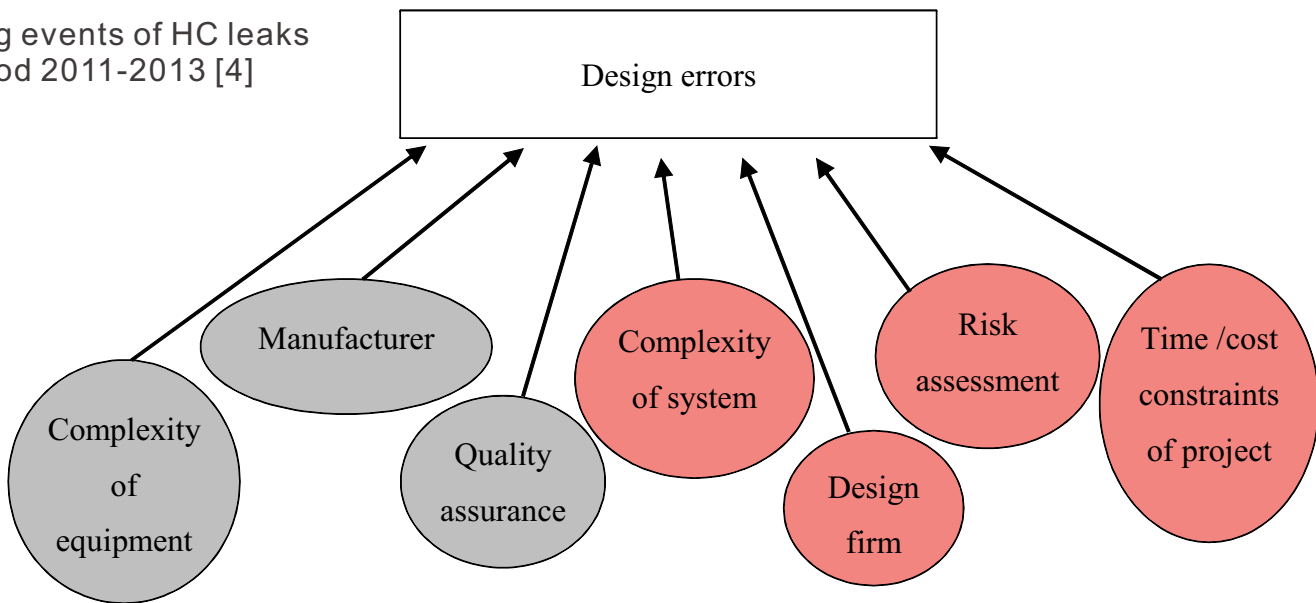 g events of HC leaks
od 2011-2013 [4]
Design errors
Complexity
of
equipment
Manufacturer
Quality
assurance
Complexity
of system
Design
firm
Risk
assessment
Time /cost
constraints
of project